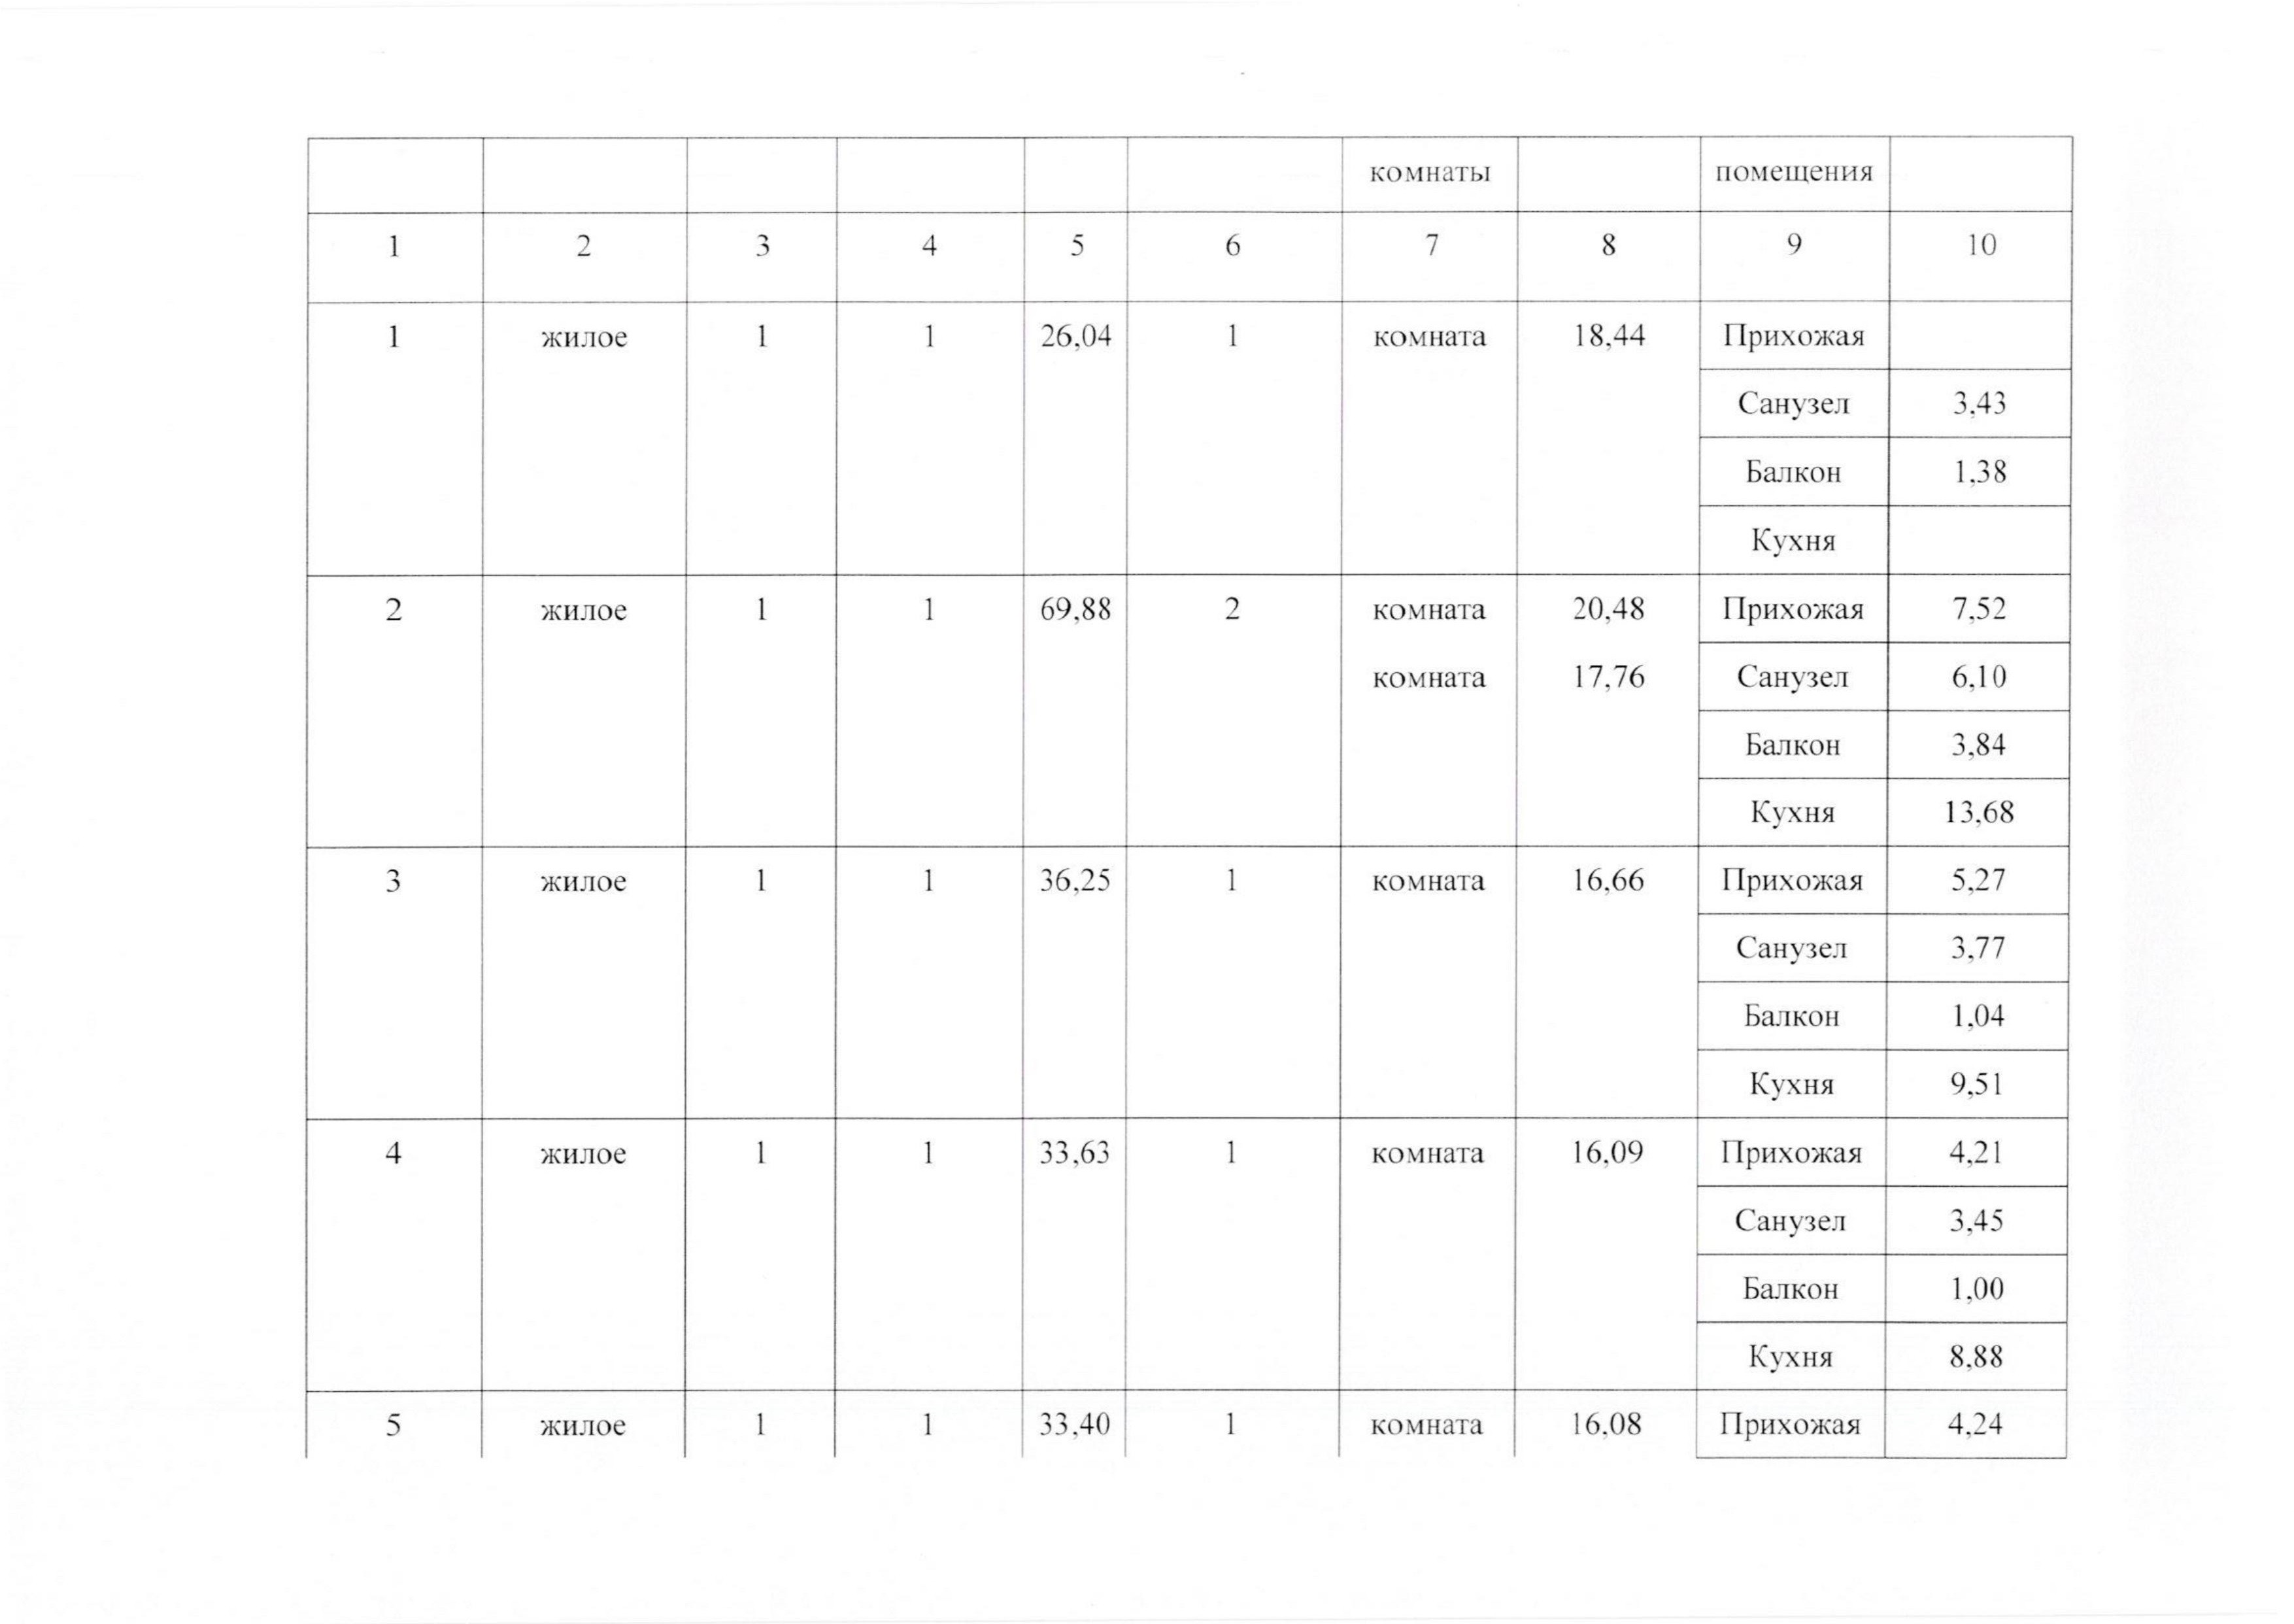 комнаты помещения
1 2 3 4 5 6 7 8 9 10
1 жилое 1 1 26,04 1 комната 18,44 Прихожая
Санузел 3,43
Балкон 1,38
Кухня
2 жилое 1 1 69,88 2 комната 20,48 Прихожая 7,52
комната 17,76 Санузел 6,10
Балкон 3,84
Кухня 13,68
3 жилое 1 1 36,25 1 комната 16,66 Прихожая 5,27
Санузел 3,77
Балкон 1,04
Кухня 9,51
4 жилое 1 1 33,63 1 комната 16,09 Прихожая 4,21
Санузел 3,45
Балкон 1,00
Кухня 8,88
5 жилое 1 1 33,40 1 комната 16,08 Прихожая 4,24